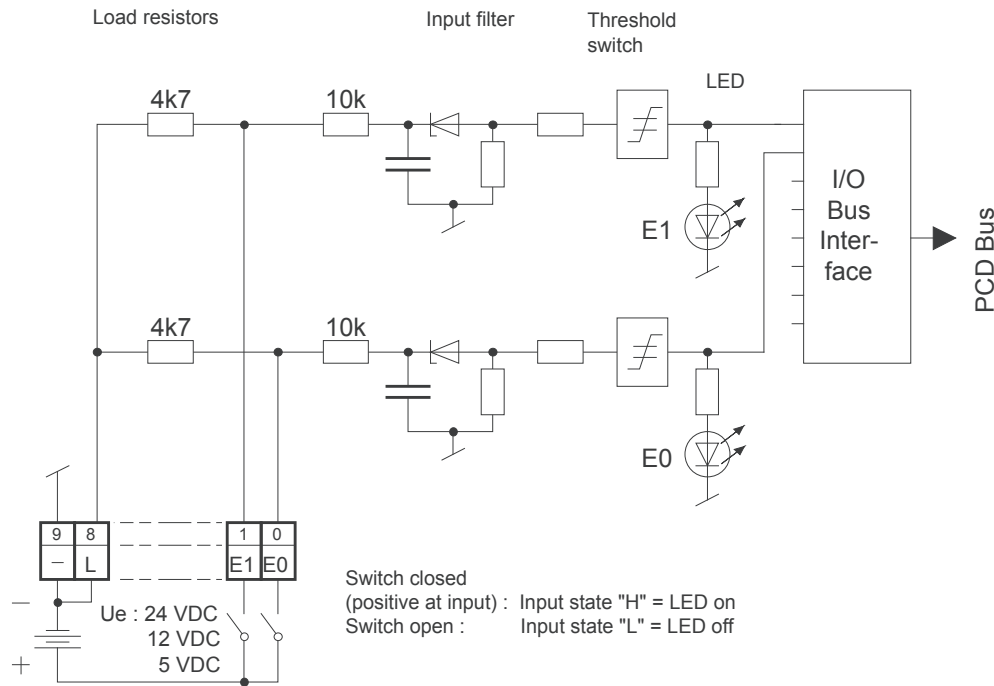 Load resistors
Input filter
Threshold
switch
LED
4k7
10k
E1
I/O
Bus
Inter-
face
PCD Bus
4k7
10k
E0
9
8
1
0
–
L
E1
E0
–
+
Ue : 24 VDC
12 VDC
5 VDC
Switch closed
(positive at input) : Input state "H" = LED on
Switch open : Input state "L" = LED off